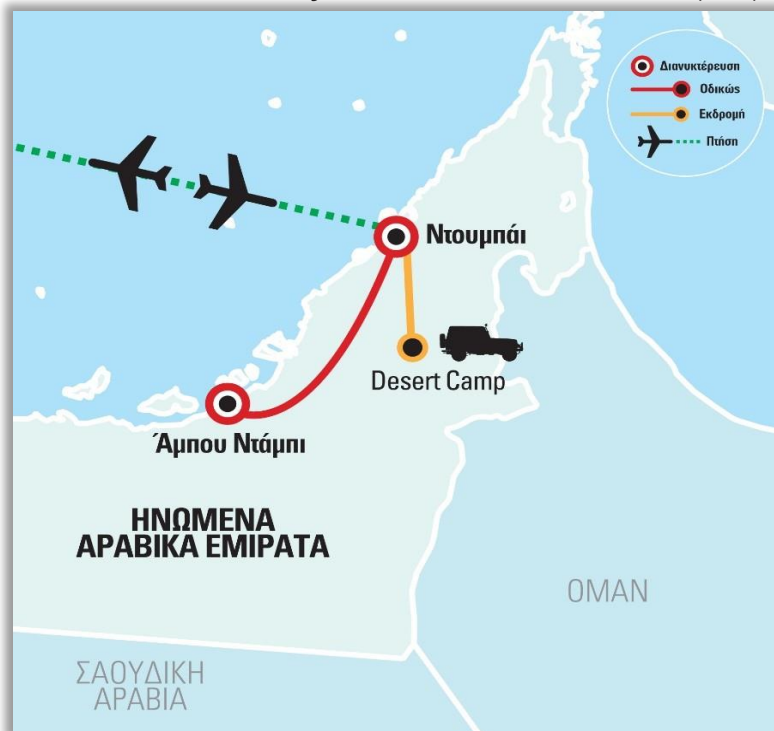 Διανυκτέρευση
Οδικώς
Εκδρομή
Πτήση
Ντουμπάι
Desert Camp
Άμπου Ντάμπι
ΗΝΩΜΕΝΑ
ΑΡΑΒΙΚΑ ΕΜΙΡΑΤΑ
ΟΜΑΝ
ΣΑΟΥΔΙΚΗ
ΑΡΑΒΙΑ